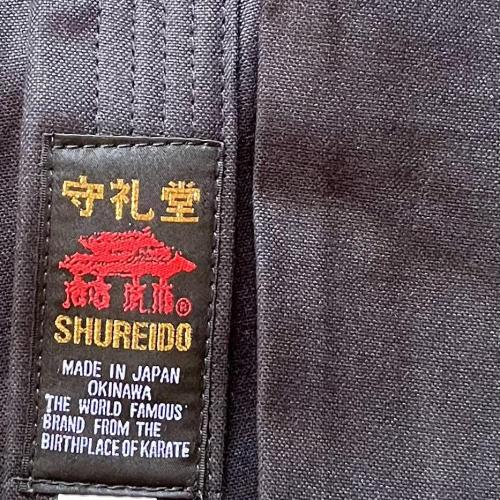 守礼堂
®
SHUREIDO
MADE IN JAPAN
OKINAWA
THE WORLD FAMOUS
BRAND FROM THE
BIRTHPLACE OF KARATE